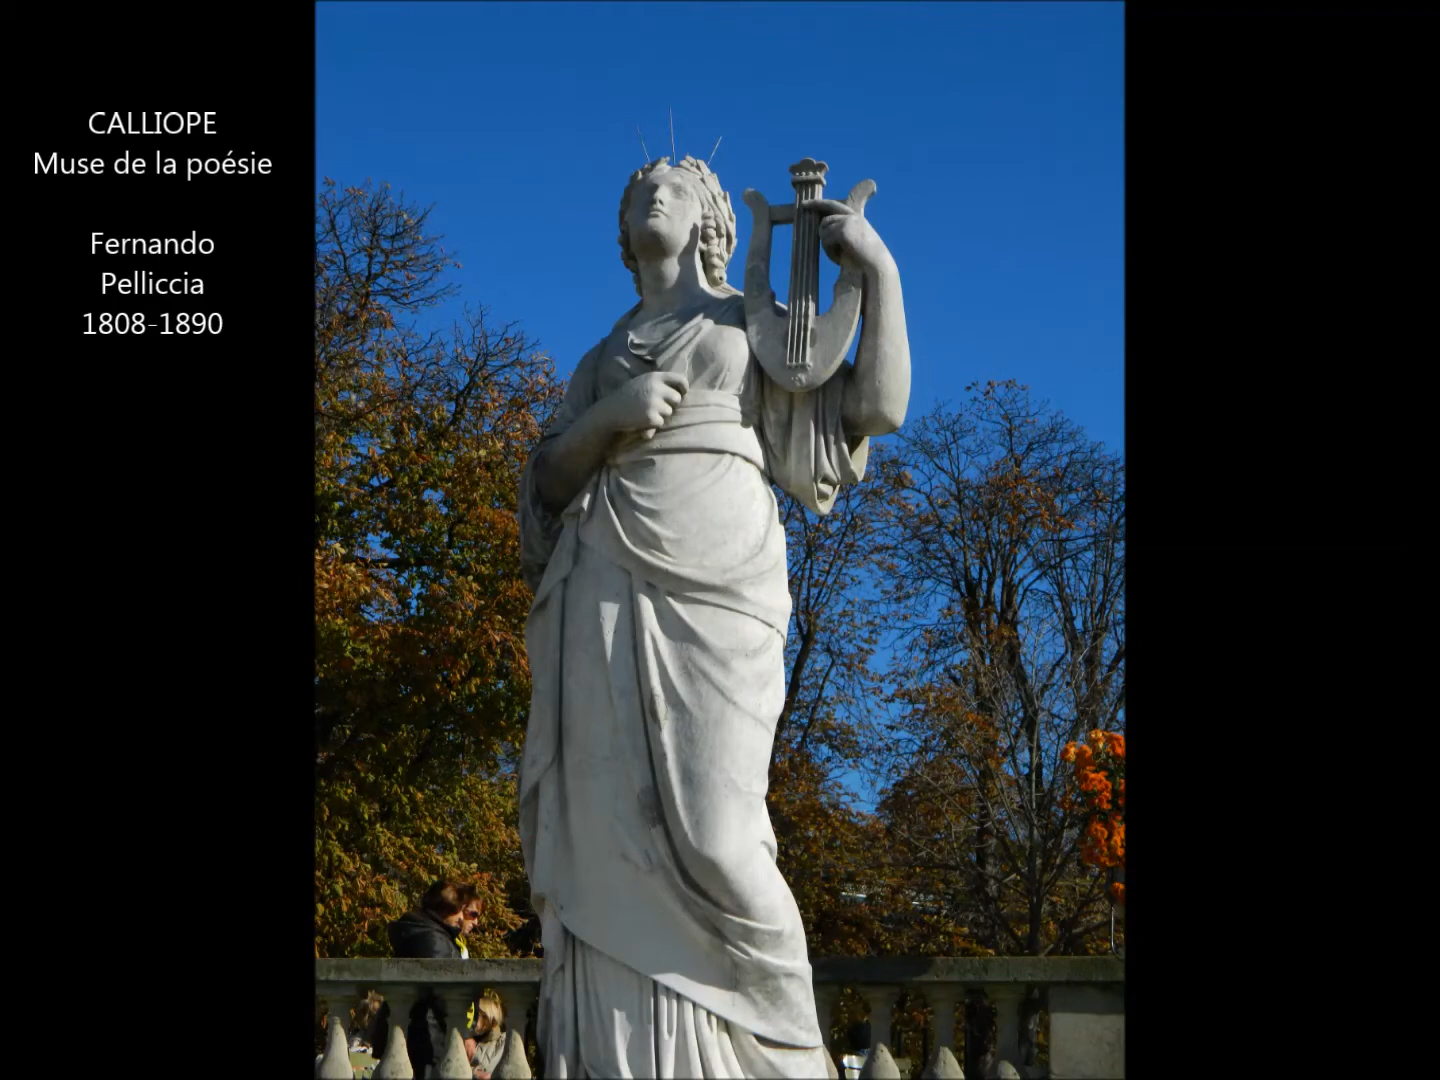 CALLIOPE
Muse de la poésie
Fernando
Pelliccia
1808-1890